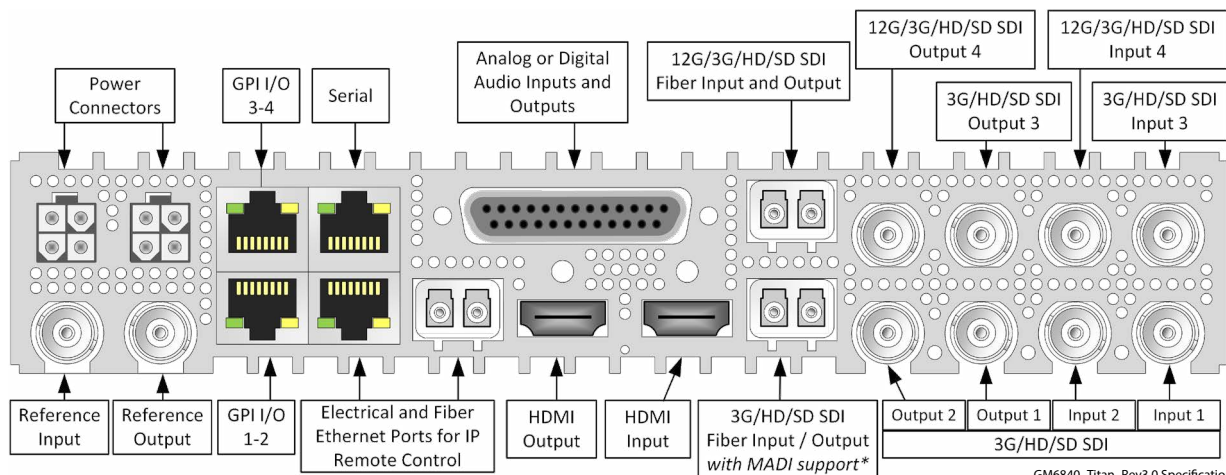 Power
Connectors
GPI I/O
3-4
Serial
Analog or Digital
Audio Inputs and
Outputs
12G/3G/HD/SD SDI
Fiber Input and Output
12G/3G/HD/SD SDI
Output 4
12G/3G/HD/SD SDI
Input 4
3G/HD/SD SDI
Output 3
3G/HD/SD SDI
Input 3
Reference
Input
Reference
Output
GPI I/O
1-2
Electrical and Fiber
Ethernet Ports for IP
Remote Control
HDMI
Output
HDMI
Input
3G/HD/SD SDI
Fiber Input / Output
with MADI support*
Output 2
Output 1
Input 2
Input 1
3G/HD/SD SDI
GM6840_Titan_Rev3.0 Specificatio